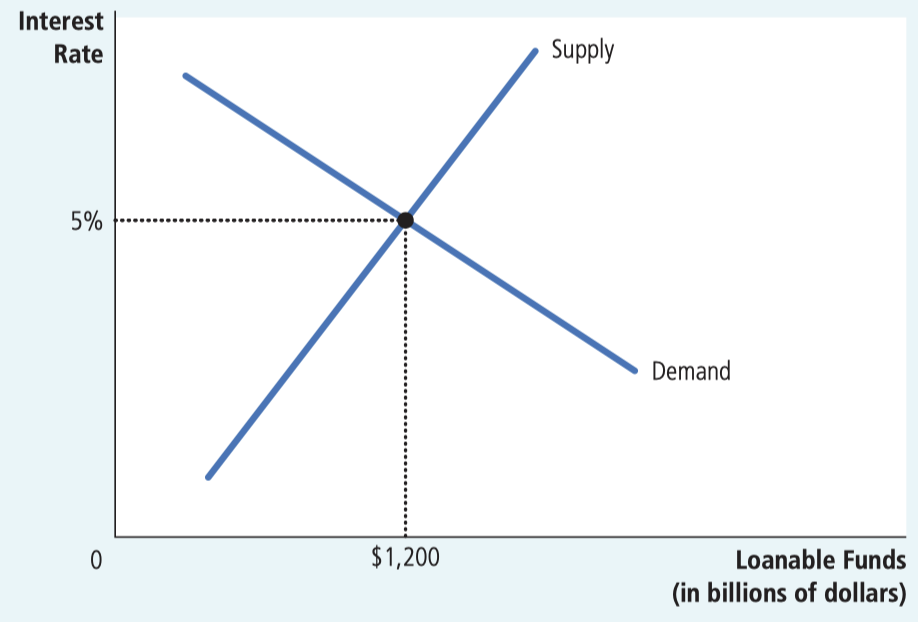 Interest
Rate
Supply
5%
Demand
0
$1,200
Loanable Funds
(in billions of dollars)